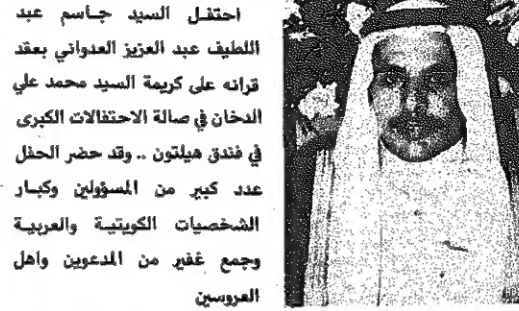 احتفل السيد جاسم عبد
اللطيف عبد العزيز العدواني بعقد
قرانه على كريمة السيد محمد علي
الدخان في صالة الاحتفالات الكبرى
في فندق هيلتون .. وقد حضر الحفل
عدد كبير من المسؤولين وكبار
الشخصيات الكويتية والعربية
وجمع غفير من المدعوين واهل
العروسين